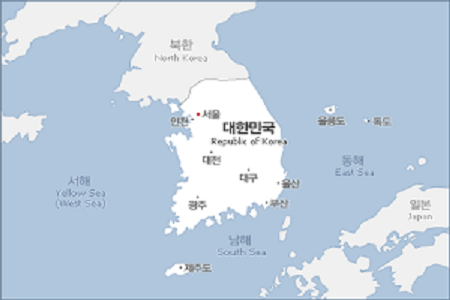 북한
North Korea
서울
인천
대한민국
Republic of Korea
울릉도
독도
대전
대구
동해
East Sea
서해
Yellow Sea
(West Sea)
울산
광주
부산
일본
Japan
남해
South Sea
제주도